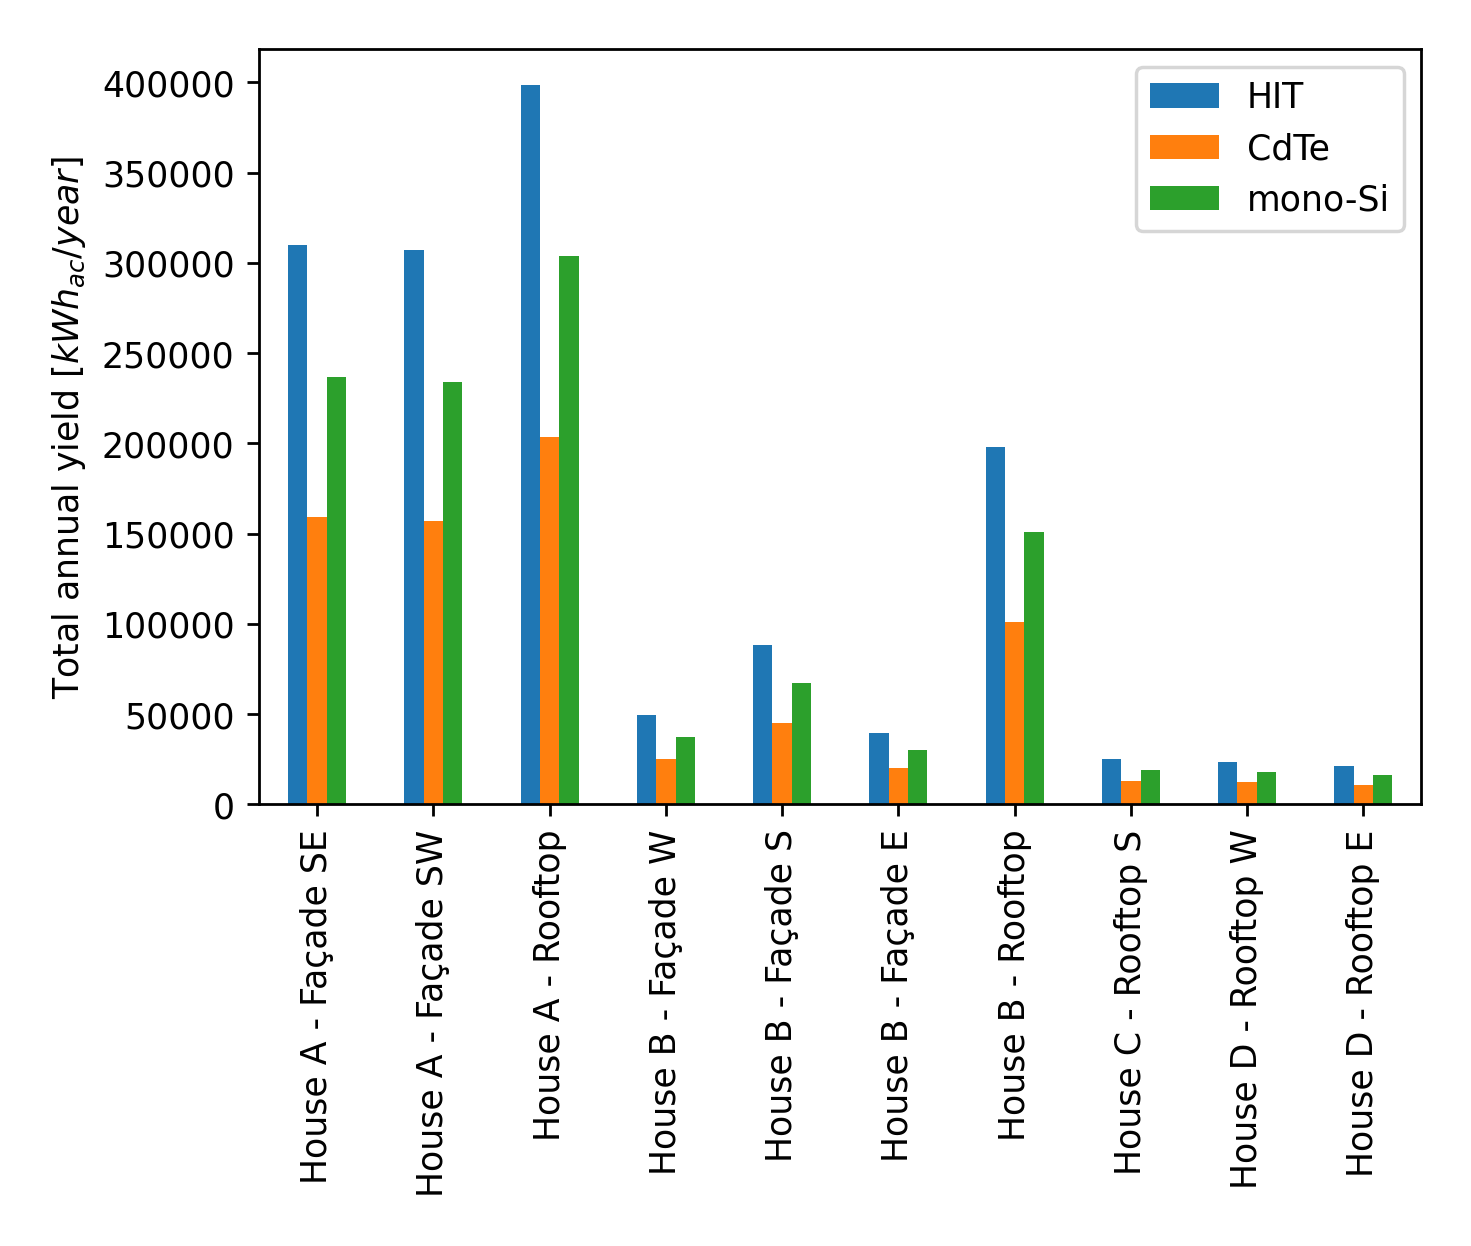 Total annual yield [kWh_ac/year]
400000
350000
300000
250000
200000
150000
100000
50000
0
HIT
CdTe
mono-Si
House A - Façade SE
House A - Façade SW
House A - Rooftop
House B - Façade W
House B - Façade S
House B - Façade E
House B - Rooftop
House C - Rooftop S
House D - Rooftop W
House D - Rooftop E